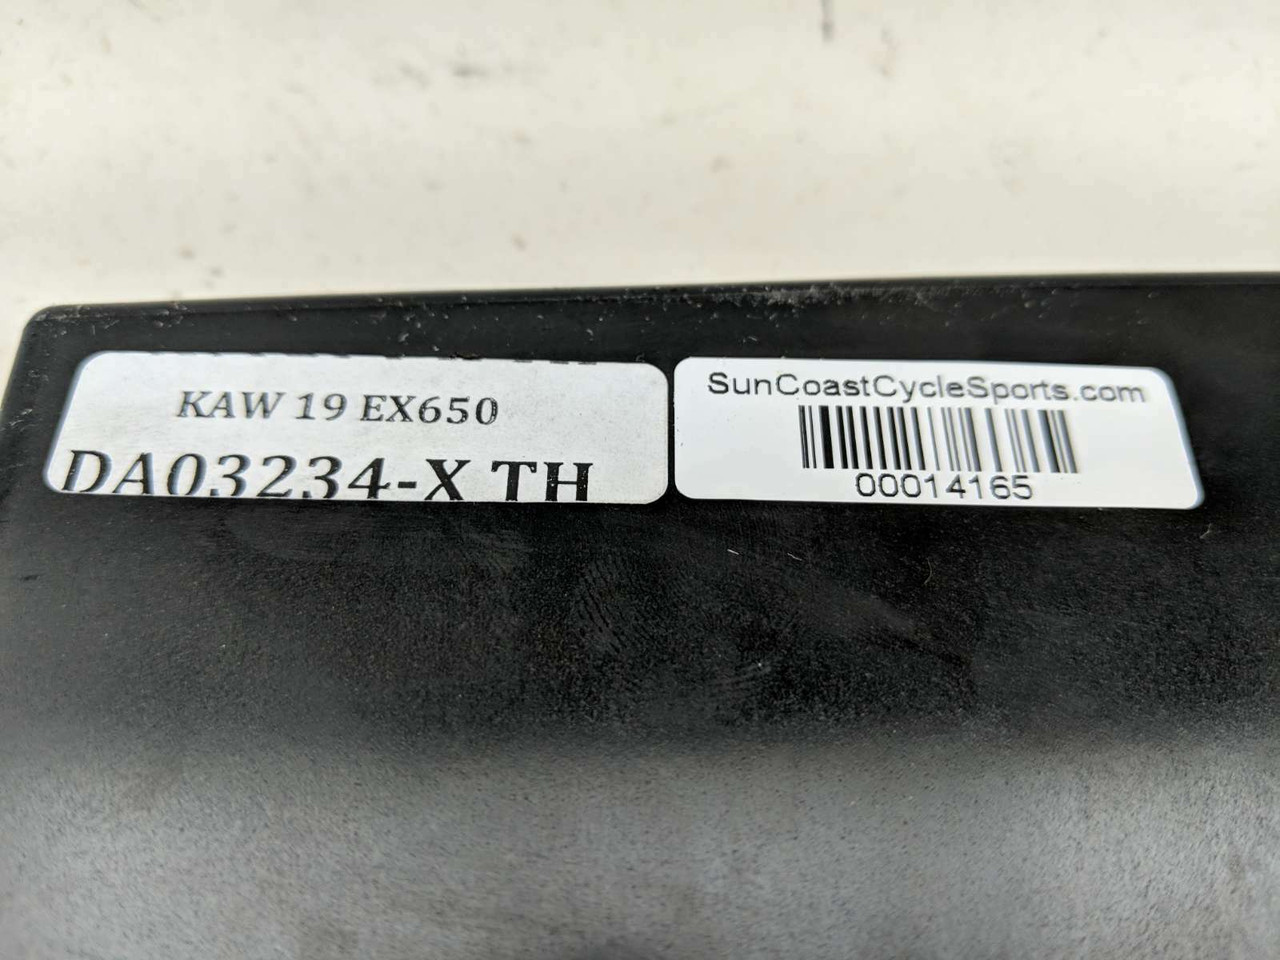 KAW 19 EX650
DA03234-X TH
SunCoastCycleSports.com
00014165